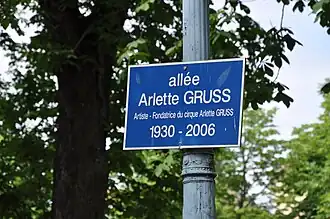 allée
Arlette GRUSS
Artiste - Fondatrice du cirque Arlette GRUSS
1930 - 2006